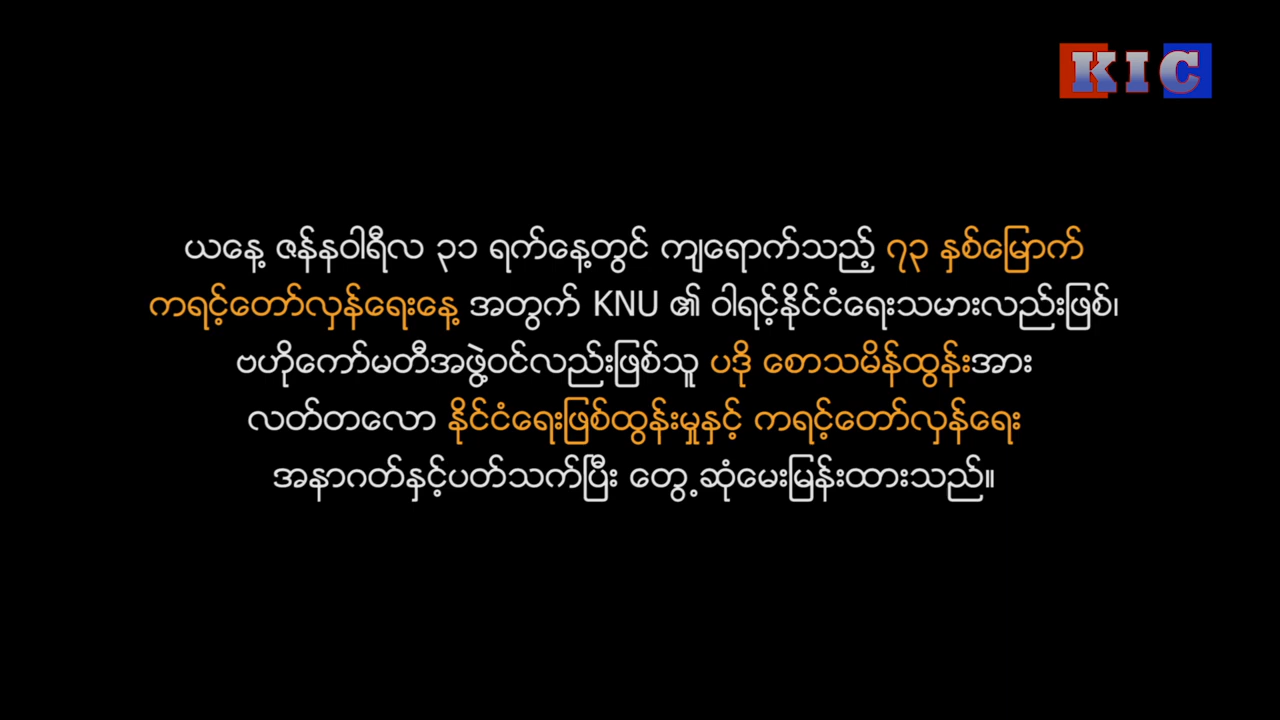 KIC
ယနေ့ ဇန်နဝါရီလ ၃၁ ရက်နေ့တွင် ကျရောက်သည့် ၇၃ နှစ်မြောက်
ကရင့်တော်လှန်ရေးနေ့ အတွက် KNU ၏ ဝါရင့်နိုင်ငံရေးသမားလည်းဖြစ်၊
ဗဟိုကော်မတီအဖွဲ့ဝင်လည်းဖြစ်သူ ပဒို စောသမိန်ထွန်းအား
လတ်တလော နိုင်ငံရေးဖြစ်ထွန်းမှုနှင့် ကရင့်တော်လှန်ရေး
အနာဂတ်နှင့်ပတ်သက်ပြီး တွေ့ဆုံမေးမြန်းထားသည်။